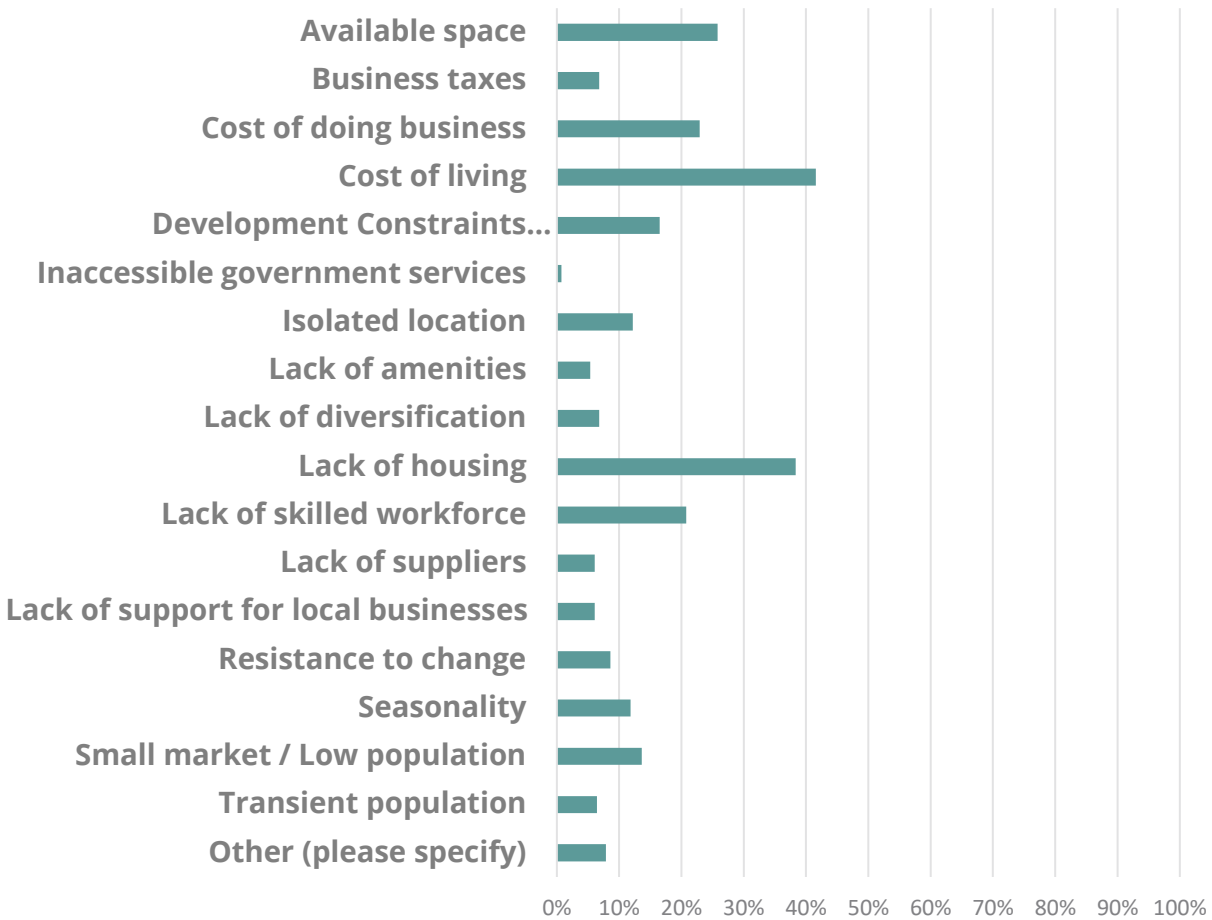 Available space
Business taxes
Cost of doing business
Cost of living
Development Constraints...
Inaccessible government services
Isolated location
Lack of amenities
Lack of diversification
Lack of housing
Lack of skilled workforce
Lack of suppliers
Lack of support for local businesses
Resistance to change
Seasonality
Small market / Low population
Transient population
Other (please specify)
0% 10% 20% 30% 40% 50% 60% 70% 80% 90% 100%